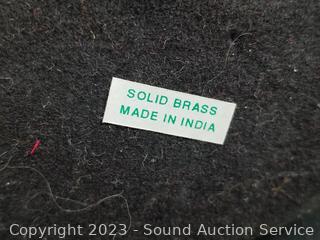 SOLID BRASS
MADE IN INDIA
Copyright 2023 - Sound Auction Service